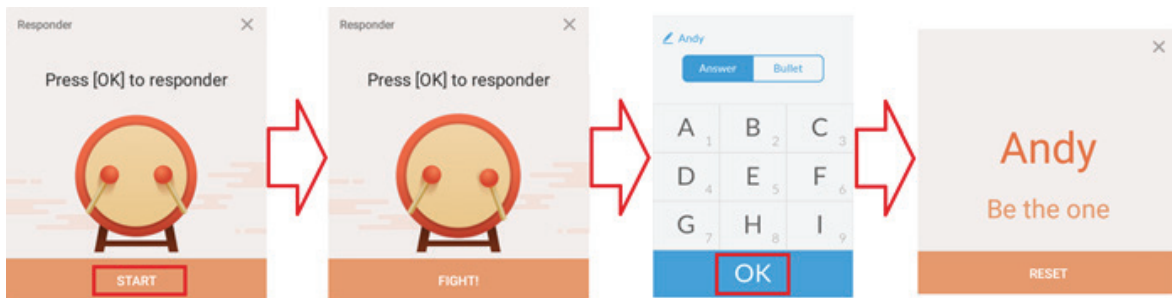 Responder ×
Press [OK] to responder
START
Responder ×
Press [OK] to responder
FIGHT!
Andy
Answer Bullet
A 1 B 2 C 3
D 4 E 5 F 6
G 7 H 8 I 9
OK
×
Andy
Be the one
RESET